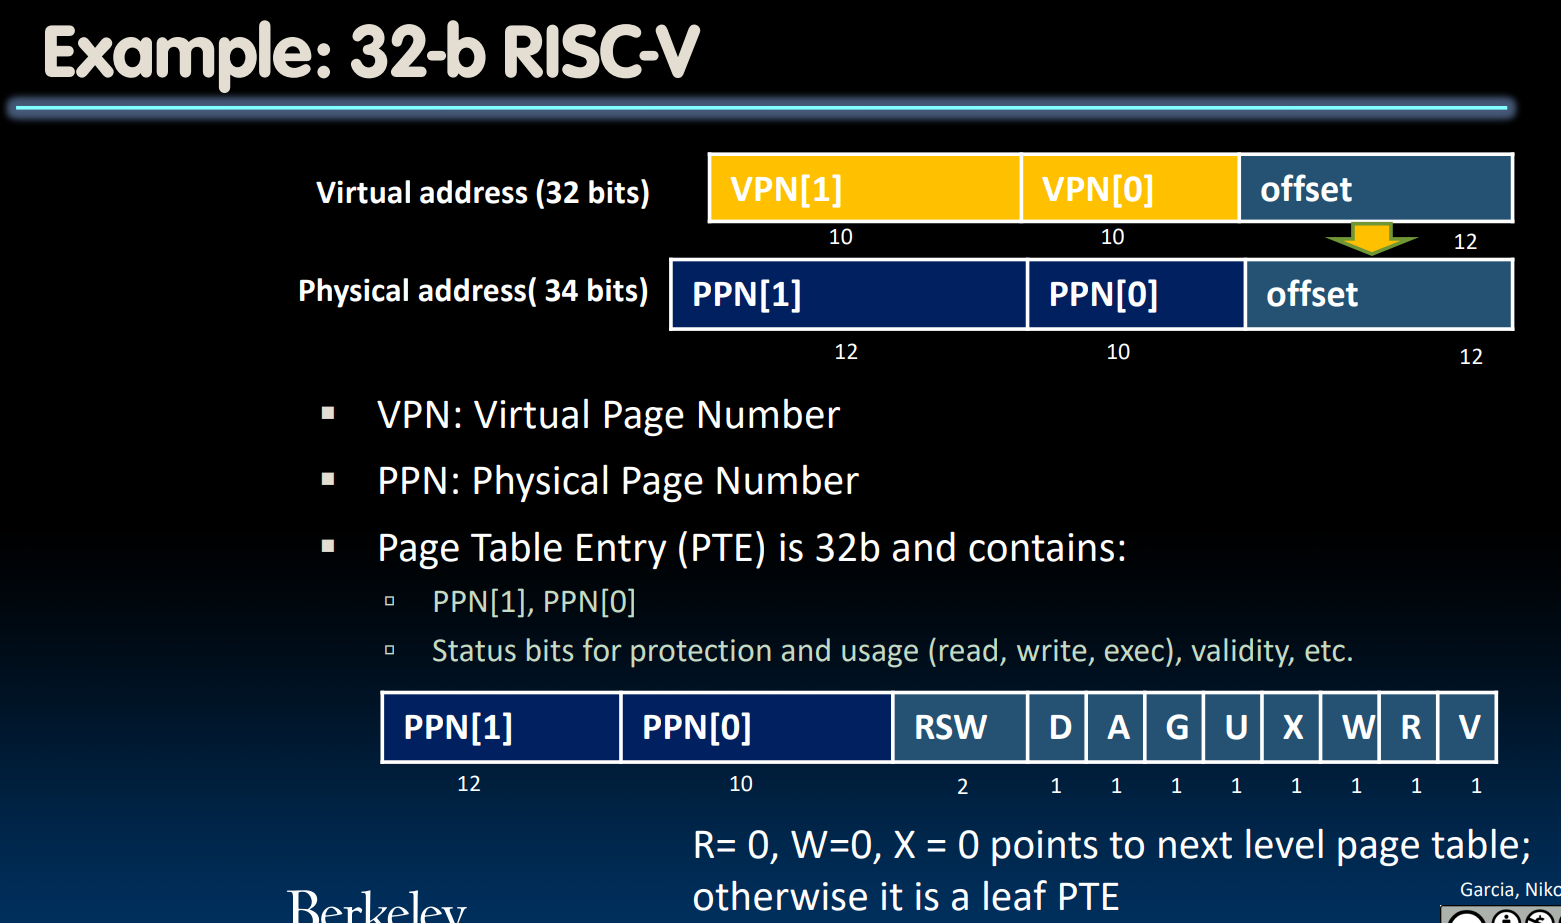 Example: 32-b RISC-V
Virtual address (32 bits)
VPN[1] VPN[0] offset
10 10 12
Physical address( 34 bits)
PPN[1] PPN[0] offset
12 10 12
▪ VPN: Virtual Page Number
▪ PPN: Physical Page Number
▪ Page Table Entry (PTE) is 32b and contains:
▫ PPN[1], PPN[0]
▫ Status bits for protection and usage (read, write, exec), validity, etc.
PPN[1] PPN[0] RSW D A G U X W R V
12 10 2 1 1 1 1 1 1 1 1
R= 0, W=0, X = 0 points to next level page table;
otherwise it is a leaf PTE
Berkeley
Garcia,